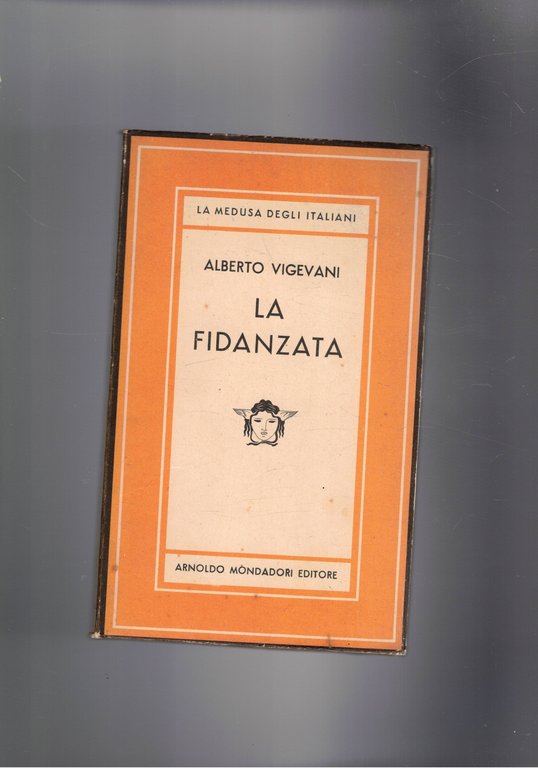 LA MEDUSA DEGLI ITALIANI
ALBERTO VIGEVANI
LA
FIDANZATA
ARNOLDO MONDADORI EDITORE